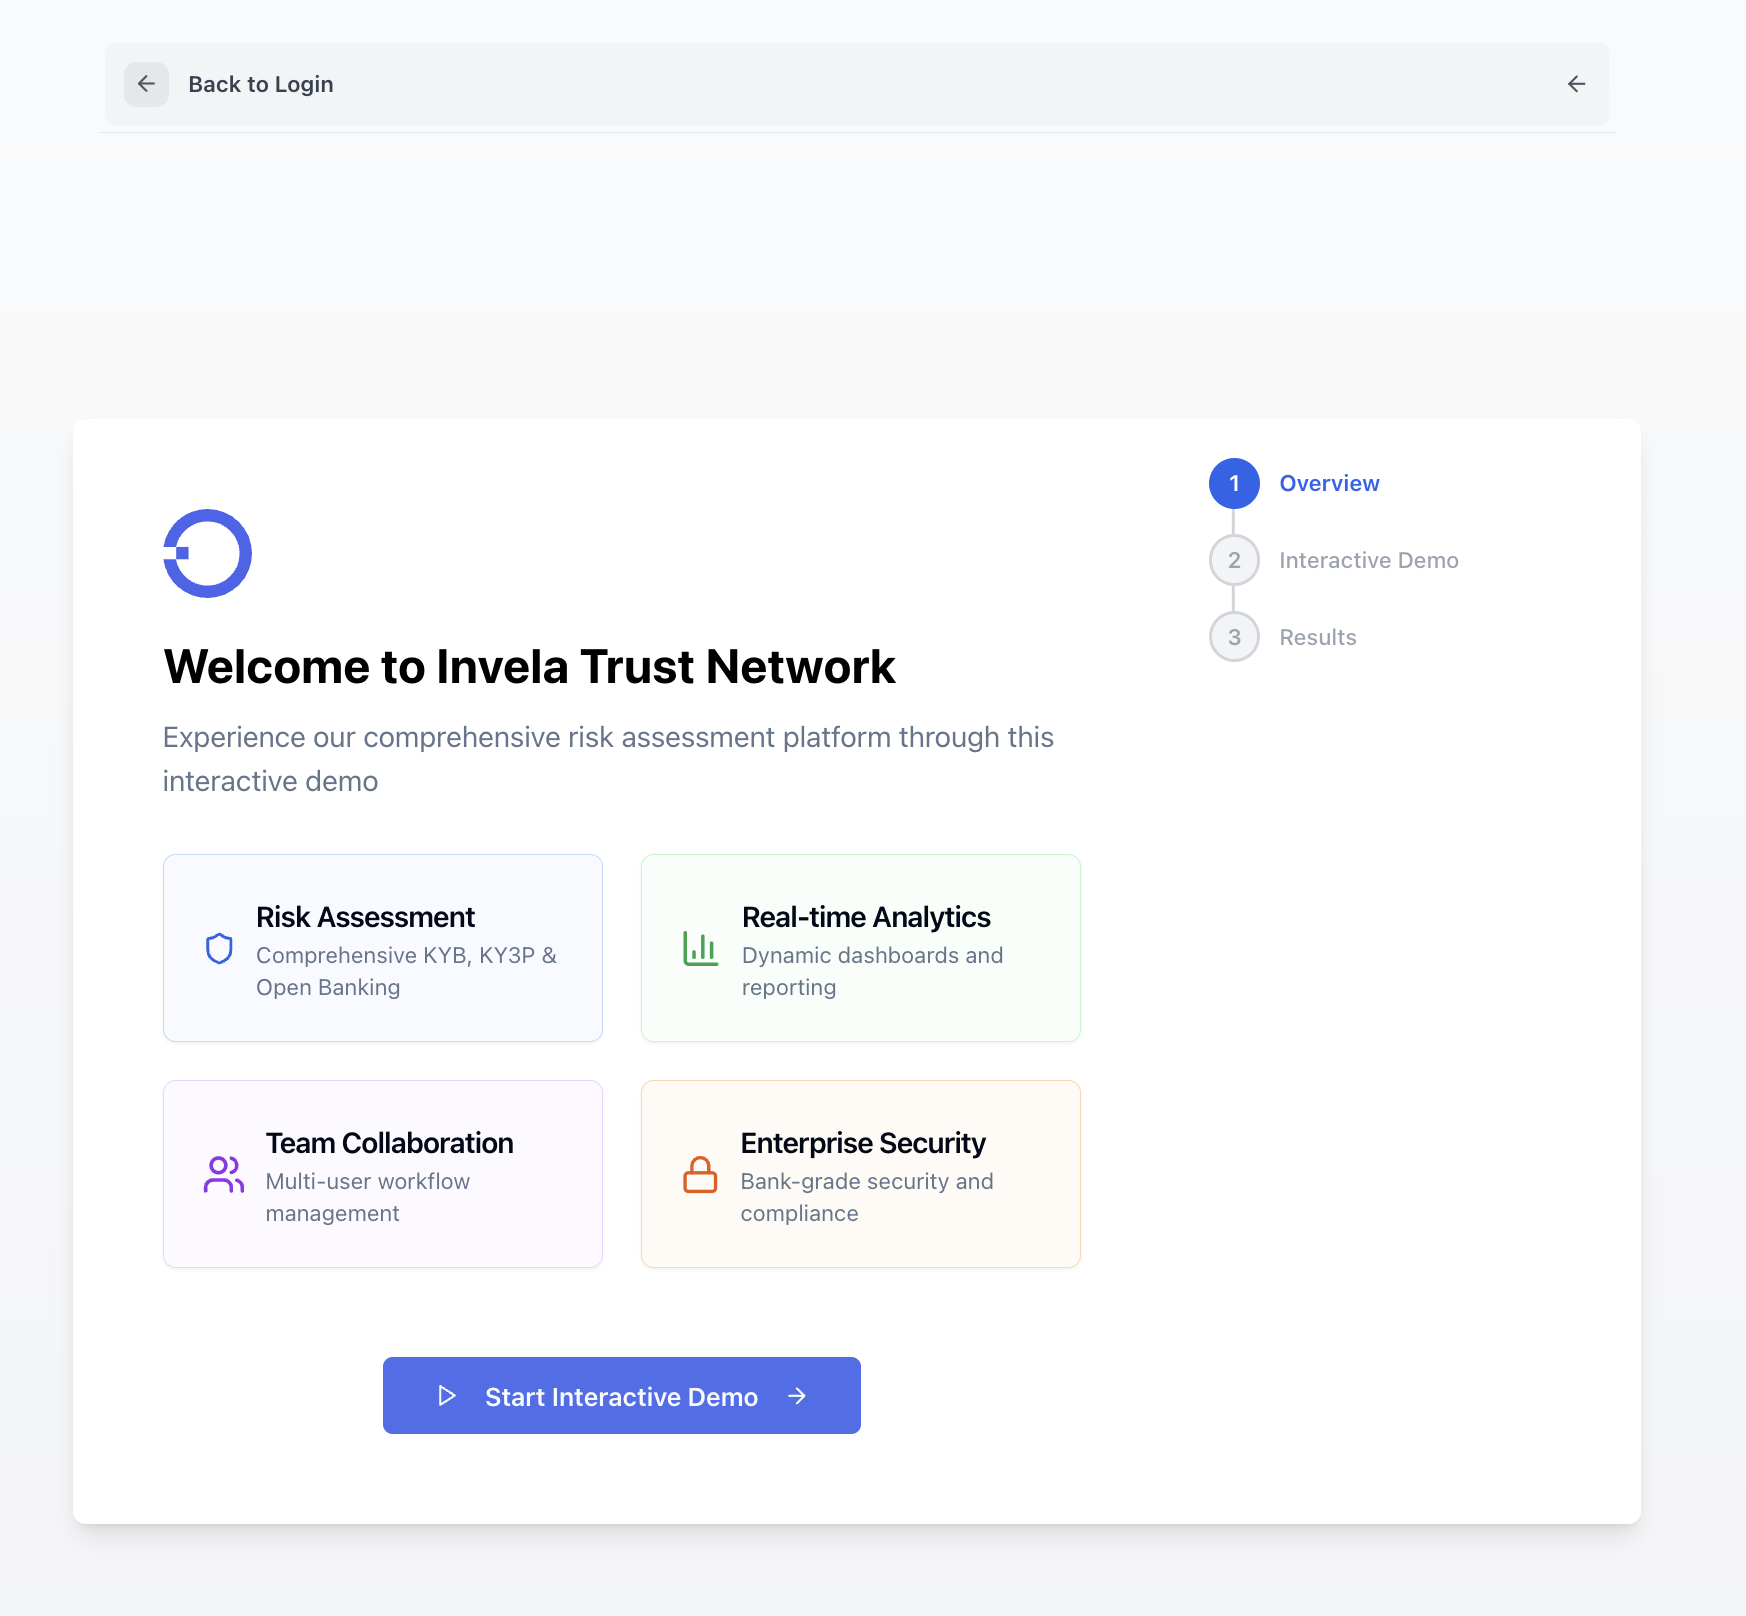 Back to Login
1 Overview
2 Interactive Demo
3 Results
Welcome to Invela Trust Network
Experience our comprehensive risk assessment platform through this
interactive demo
Risk Assessment
Comprehensive KYB, KY3P &
Open Banking
Real-time Analytics
Dynamic dashboards and
reporting
Team Collaboration
Multi-user workflow
management
Enterprise Security
Bank-grade security and
compliance
Start Interactive Demo